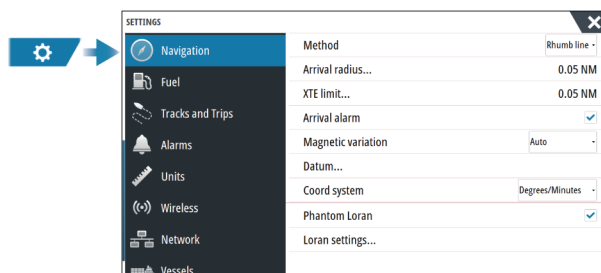 SETTINGS
Navigation
Fuel
Tracks and Trips
Alarms
Units
Wireless
Network
Vessels
Method Rhumb line
Arrival radius... 0.05 NM
XTE limit... 0.05 NM
Arrival alarm
Magnetic variation Auto
Datum...
Coord system Degrees/Minutes
Phantom Loran
Loran settings...